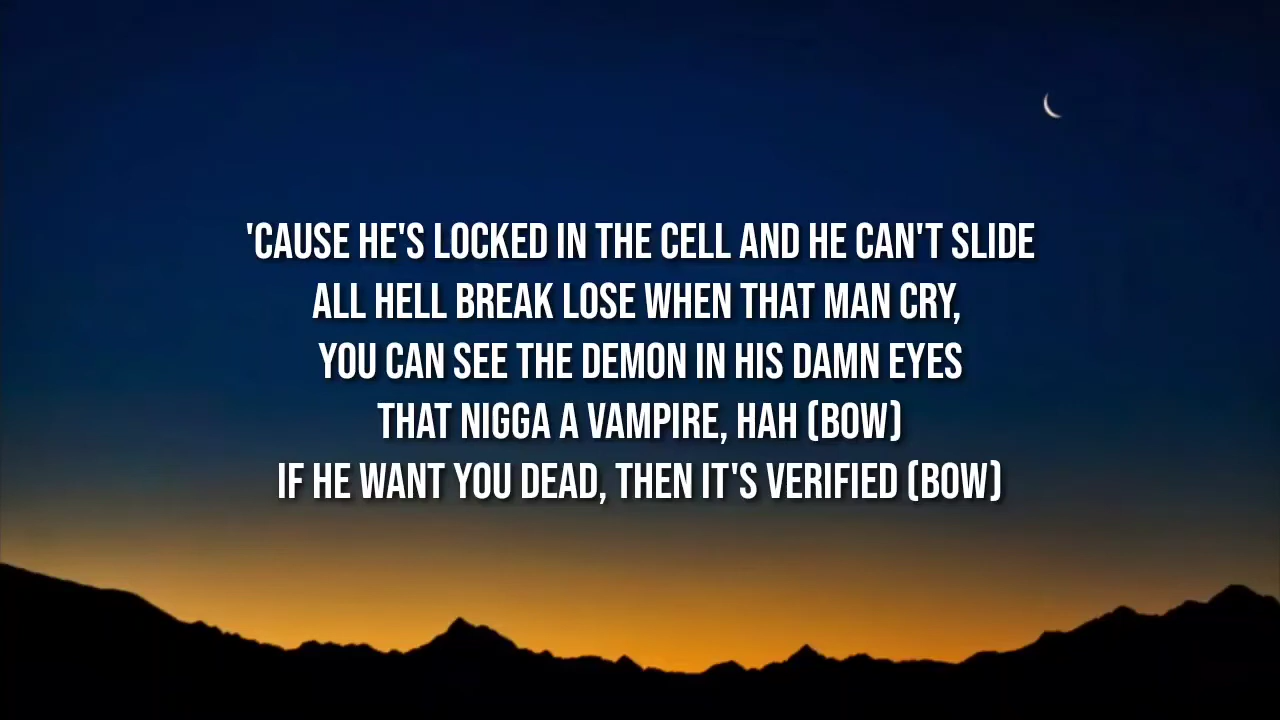 'CAUSE HE'S LOCKED IN THE CELL AND HE CAN'T SLIDE
ALL HELL BREAK LOSE WHEN THAT MAN CRY,
YOU CAN SEE THE DEMON IN HIS DAMN EYES
THAT NIGGA A VAMPIRE, HAH (BOW)
IF HE WANT YOU DEAD, THEN IT'S VERIFIED (BOW)